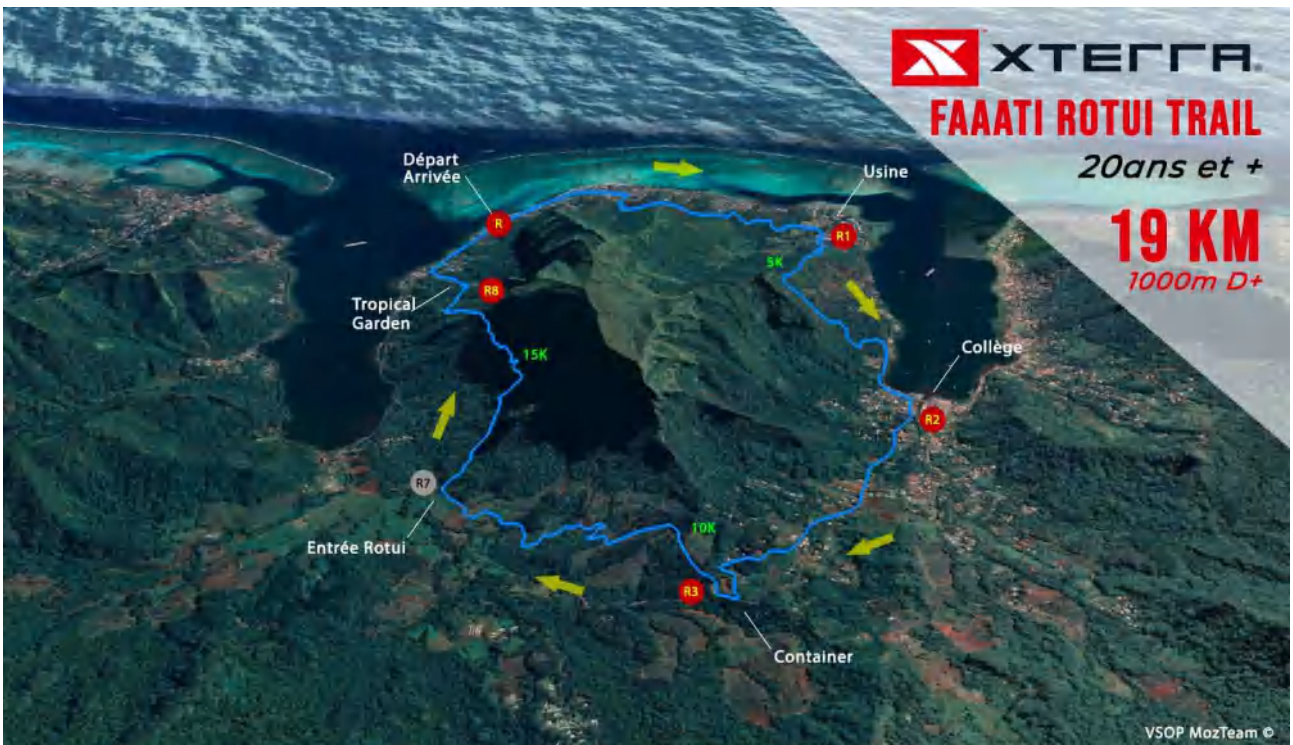 XTERRA
FAAATI ROTUI TRAIL
20ans et +
19 KM
1000m D+
Départ
Arrivée
Usine
R
R1
5K
R8
Tropical
Garden
Collège
15K
R2
R7
10K
Entrée Rotui
R3
Container
VSOP MozTeam ©